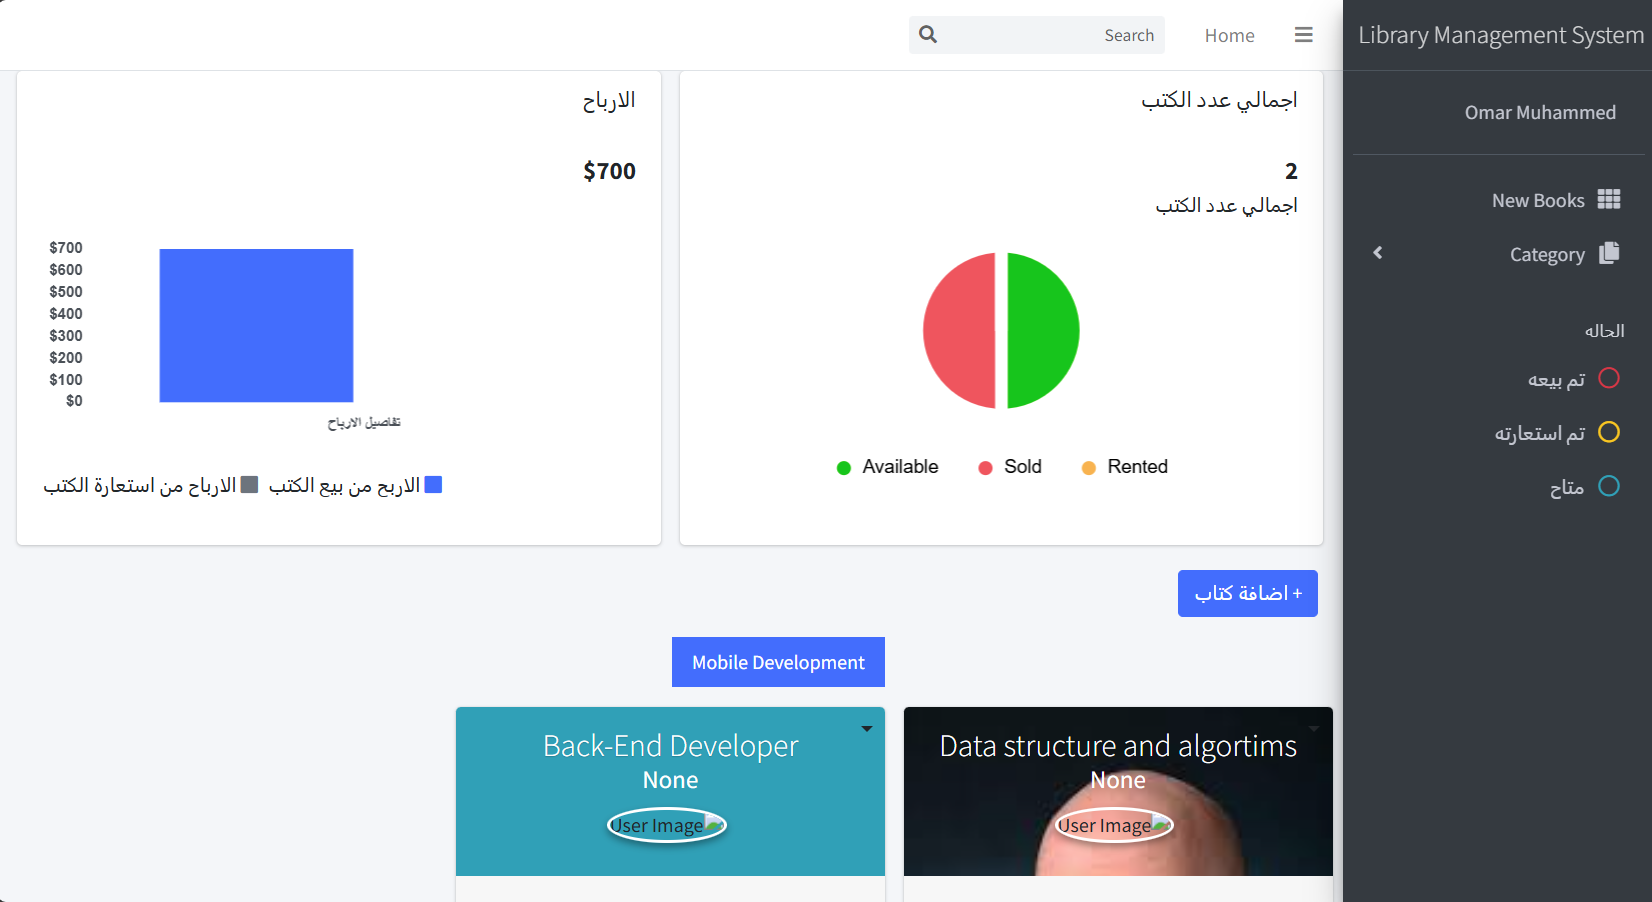 Library Management System
Home
Search
Omar Muhammed
New Books
Category
الحاله
تم بيعه
تم استعارته
متاح
اجمالي عدد الكتب
2
اجمالي عدد الكتب
Available
Sold
Rented
الارباح
$700
$700
$600
$500
$400
$300
$200
$100
$0
تفاصيل الارباح
الاربح من بيع الكتب
الارباح من استعارة الكتب
+ اضافة كتاب
Mobile Development
Data structure and algortims
None
User Image
Back-End Developer
None
User Image